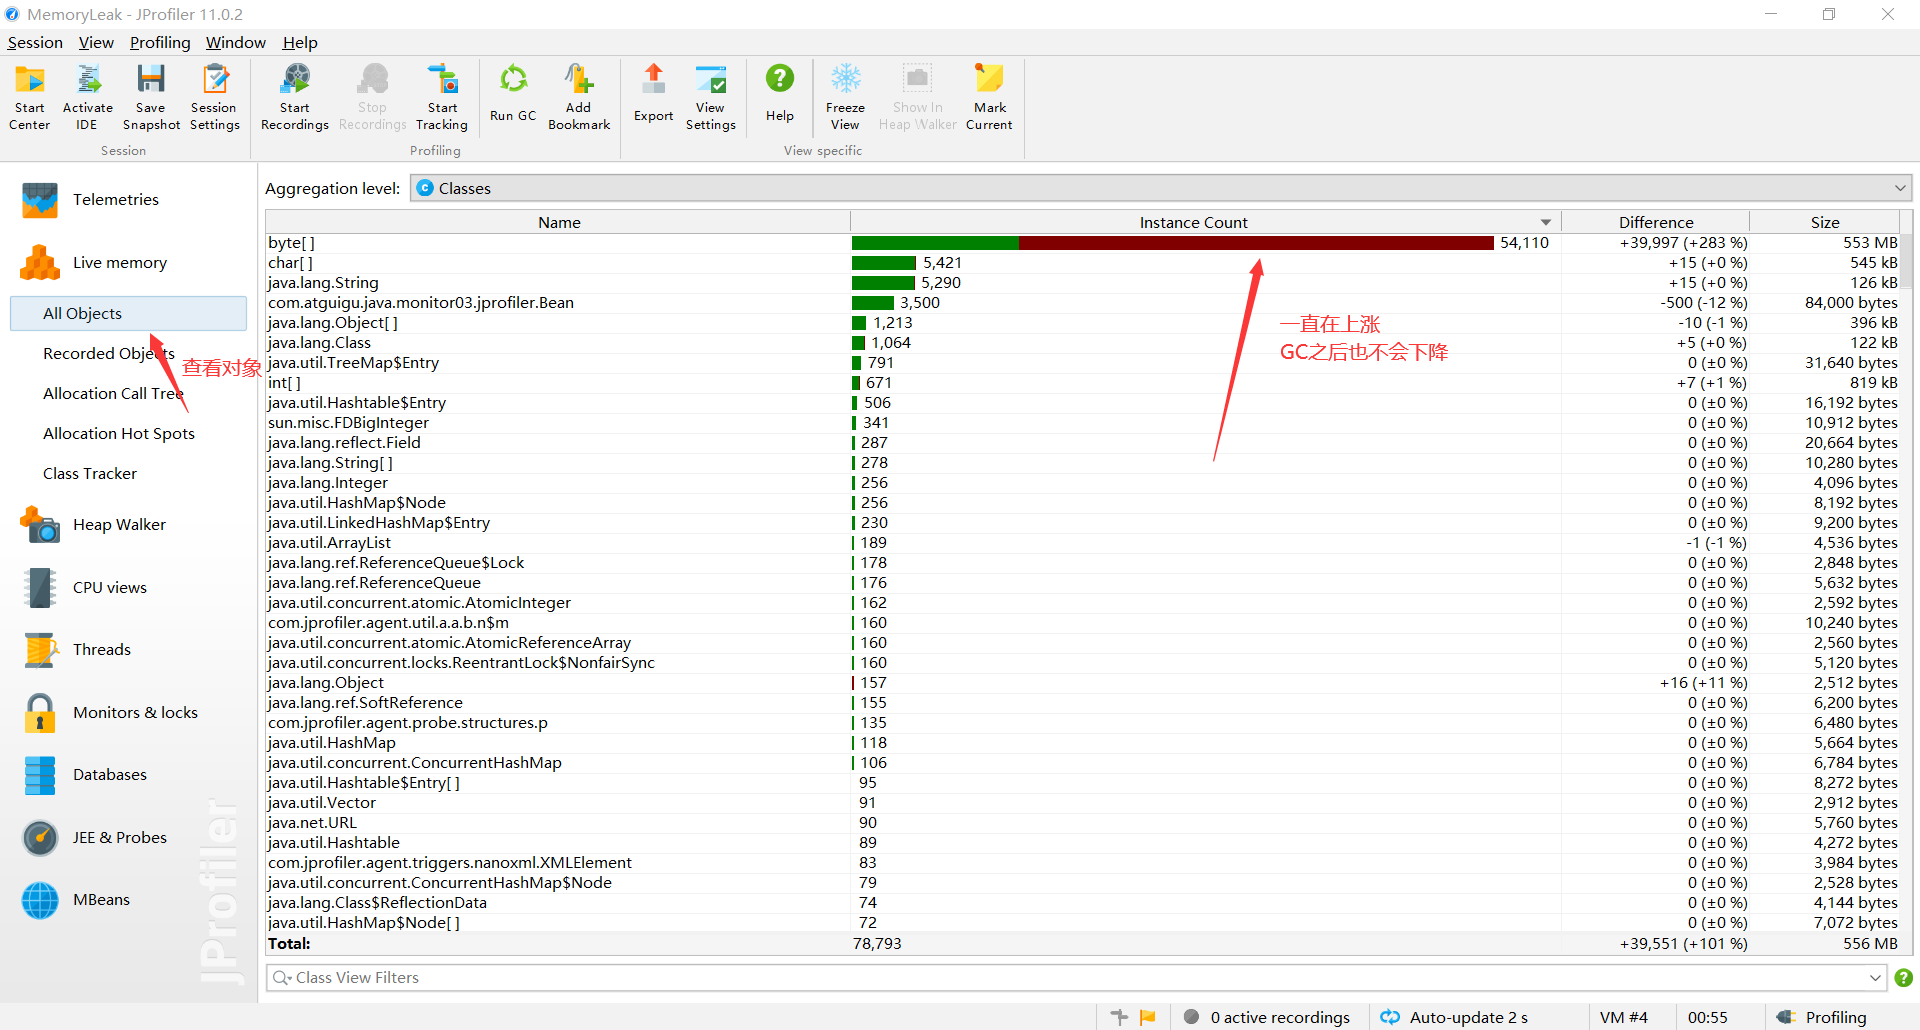 MemoryLeak - JProfiler 11.0.2
Session View Profiling Window Help
Start Center
Activate IDE
Save Snapshot
Session Settings
Start Recordings
Stop Recordings
Start Tracking
Run GC
Add Bookmark
Export
View Settings
Help
Freeze View
Show In Heap Walker
Mark Current
Session
Profiling
View specific
Telemetries
Live memory
All Objects
Recorded Objects
查看对象
Allocation Call Tree
Allocation Hot Spots
Class Tracker
Heap Walker
CPU views
Threads
Monitors & locks
Databases
JEE & Probes
MBeans
JProfiler
Aggregation level: Classes
Name Instance Count Difference Size
byte[ ] 54,110 +39,997 (+283 %) 553 MB
char[ ] 5,421 +15 (+0 %) 545 kB
java.lang.String 5,290 +15 (+0 %) 126 kB
com.atguigu.java.monitor03.jprofiler.Bean 3,500 -500 (-12 %) 84,000 bytes
java.lang.Object[ ] 1,213 -10 (-1 %) 396 kB
java.lang.Class 1,064 +5 (+0 %) 122 kB
java.util.TreeMap$Entry 791 0 (±0 %) 31,640 bytes
int[ ] 671 +7 (+1 %) 819 kB
java.util.Hashtable$Entry 506 0 (±0 %) 16,192 bytes
sun.misc.FDBigInteger 341 0 (±0 %) 10,912 bytes
java.lang.reflect.Field 287 0 (±0 %) 20,664 bytes
java.lang.String[ ] 278 0 (±0 %) 10,280 bytes
java.lang.Integer 256 0 (±0 %) 4,096 bytes
java.util.HashMap$Node 256 0 (±0 %) 8,192 bytes
java.util.LinkedHashMap$Entry 230 0 (±0 %) 9,200 bytes
java.util.ArrayList 189 -1 (-1 %) 4,536 bytes
java.lang.ref.ReferenceQueue$Lock 178 0 (±0 %) 2,848 bytes
java.lang.ref.ReferenceQueue 176 0 (±0 %) 5,632 bytes
java.util.concurrent.atomic.AtomicInteger 162 0 (±0 %) 2,592 bytes
com.jprofiler.agent.util.a.a.b.n$m 160 0 (±0 %) 10,240 bytes
java.util.concurrent.atomic.AtomicReferenceArray 160 0 (±0 %) 2,560 bytes
java.util.concurrent.locks.ReentrantLock$NonfairSync 160 0 (±0 %) 5,120 bytes
java.lang.Object 157 +16 (+11 %) 2,512 bytes
java.lang.ref.SoftReference 155 0 (±0 %) 6,200 bytes
com.jprofiler.agent.probe.structures.p 135 0 (±0 %) 6,480 bytes
java.util.HashMap 118 0 (±0 %) 5,664 bytes
java.util.concurrent.ConcurrentHashMap 106 0 (±0 %) 6,784 bytes
java.util.Hashtable$Entry[ ] 95 0 (±0 %) 8,272 bytes
java.util.Vector 91 0 (±0 %) 2,912 bytes
java.net.URL 90 0 (±0 %) 5,760 bytes
java.util.Hashtable 89 0 (±0 %) 4,272 bytes
com.jprofiler.agent.triggers.nanoxml.XMLElement 83 0 (±0 %) 3,984 bytes
java.util.concurrent.ConcurrentHashMap$Node 79 0 (±0 %) 2,528 bytes
java.lang.Class$ReflectionData 74 0 (±0 %) 4,144 bytes
java.util.HashMap$Node[ ] 72 0 (±0 %) 7,072 bytes
Total: 78,793 +39,551 (+101 %) 556 MB
一直在上涨
GC之后也不会下降
Class View Filters
0 active recordings Auto-update 2 s VM #4 00:55 Profiling